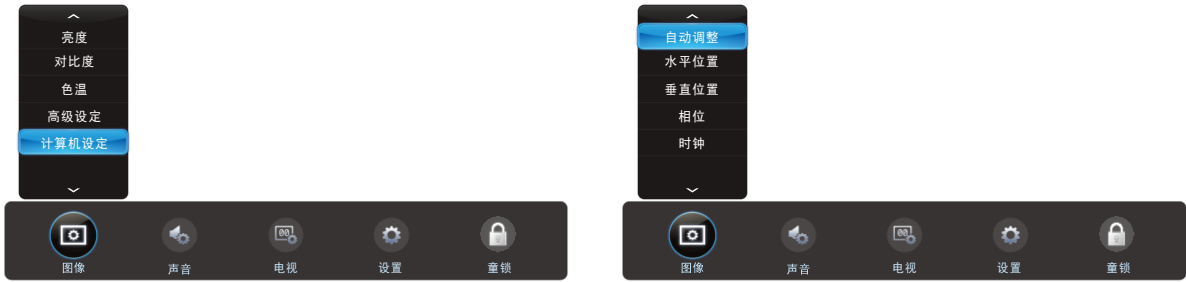 亮度
对比度
色温
高级设定
计算机设定
图像 声音 电视 设置 童锁
自动调整
水平位置
垂直位置
相位
时钟
图像 声音 电视 设置 童锁